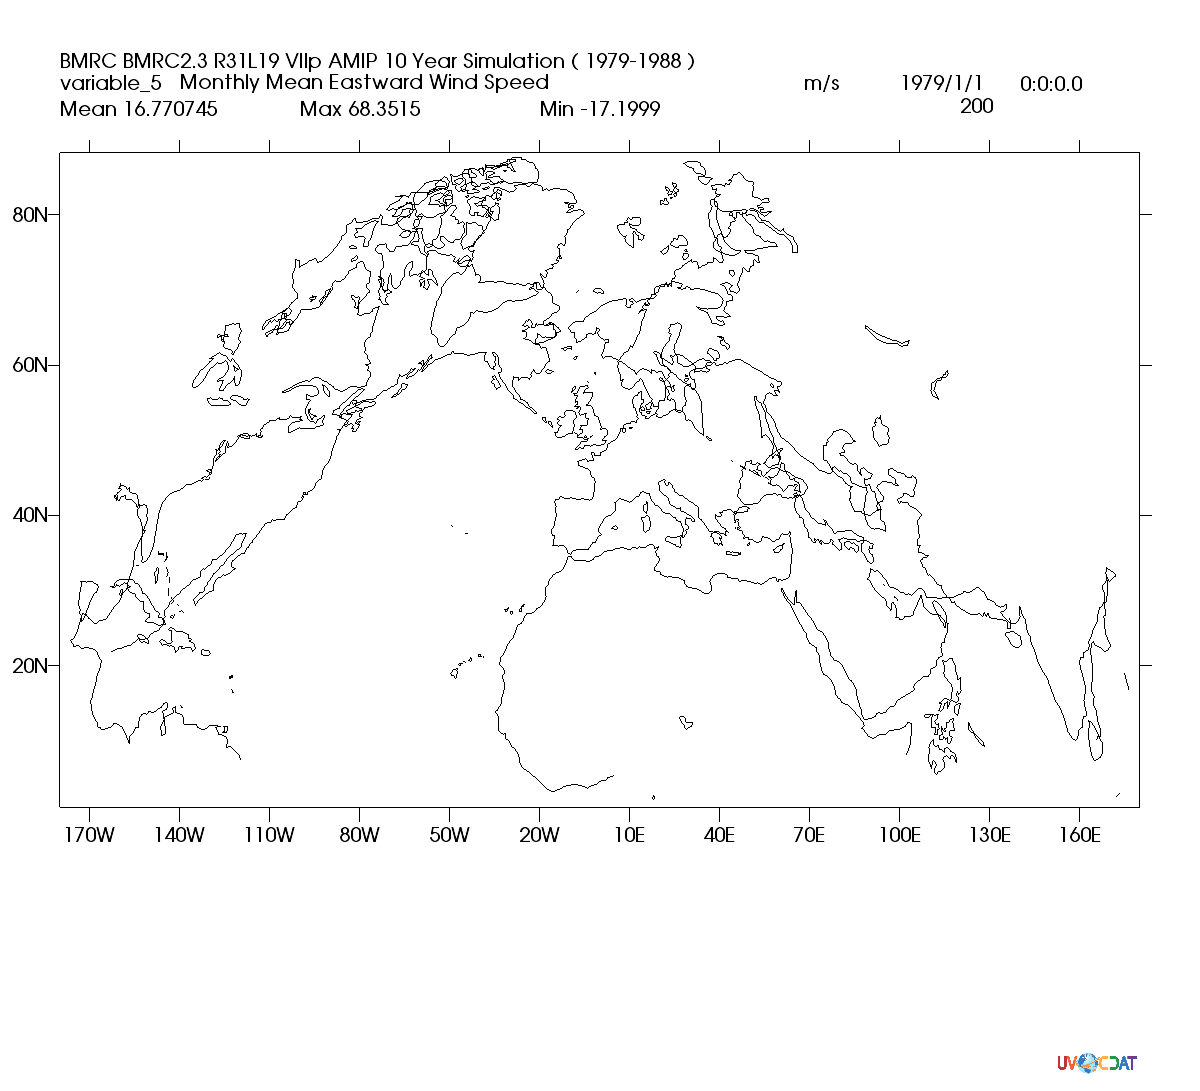 BMRC BMRC2.3 R31L19 VIIp AMIP 10 Year Simulation ( 1979-1988 )
variable_5 Monthly Mean Eastward Wind Speed m/s 1979/1/1 0:0:0.0
Mean 16.770745 Max 68.3515 Min -17.1999 200
80N
60N
40N
20N
170W 140W 110W 80W 50W 20W 10E 40E 70E 100E 130E 160E
UV CDAT